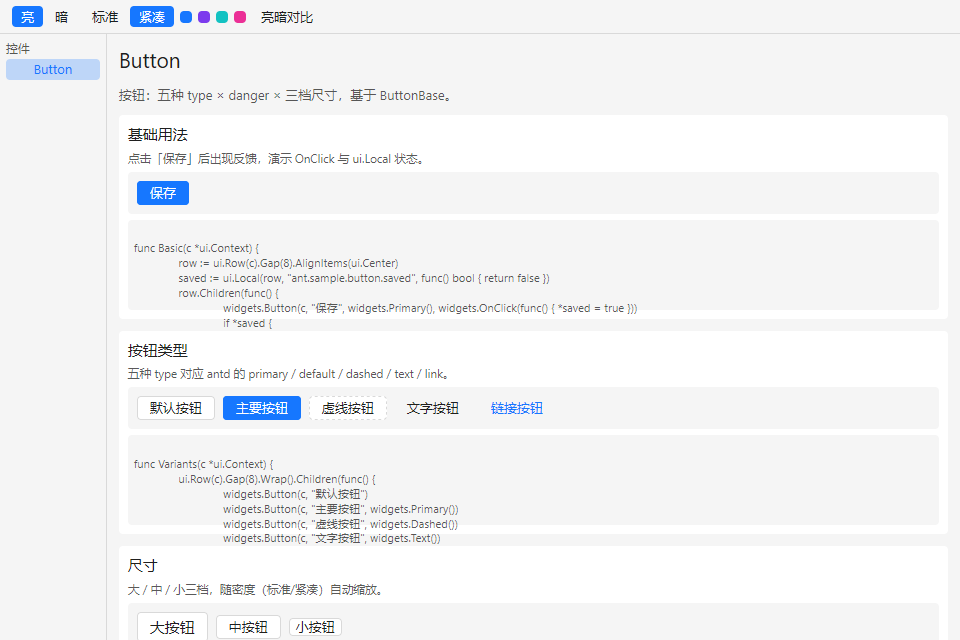 亮 暗 标准 紧凑 亮暗对比
控件
Button
Button
按钮：五种 type × danger × 三档尺寸，基于 ButtonBase。
基础用法
点击「保存」后出现反馈，演示 OnClick 与 ui.Local 状态。
保存
func Basic(c *ui.Context) {
row := ui.Row(c).Gap(8).AlignItems(ui.Center)
saved := ui.Local(row, "ant.sample.button.saved", func() bool { return false })
row.Children(func() {
widgets.Button(c, "保存", widgets.Primary(), widgets.OnClick(func() { *saved = true }))
if *saved {
按钮类型
五种 type 对应 antd 的 primary / default / dashed / text / link。
默认按钮 主要按钮 虚线按钮 文字按钮 链接按钮
func Variants(c *ui.Context) {
ui.Row(c).Gap(8).Wrap().Children(func() {
widgets.Button(c, "默认按钮")
widgets.Button(c, "主要按钮", widgets.Primary())
widgets.Button(c, "虚线按钮", widgets.Dashed())
widgets.Button(c, "文字按钮", widgets.Text())
尺寸
大 / 中 / 小三档，随密度（标准/紧凑）自动缩放。
大按钮 中按钮 小按钮